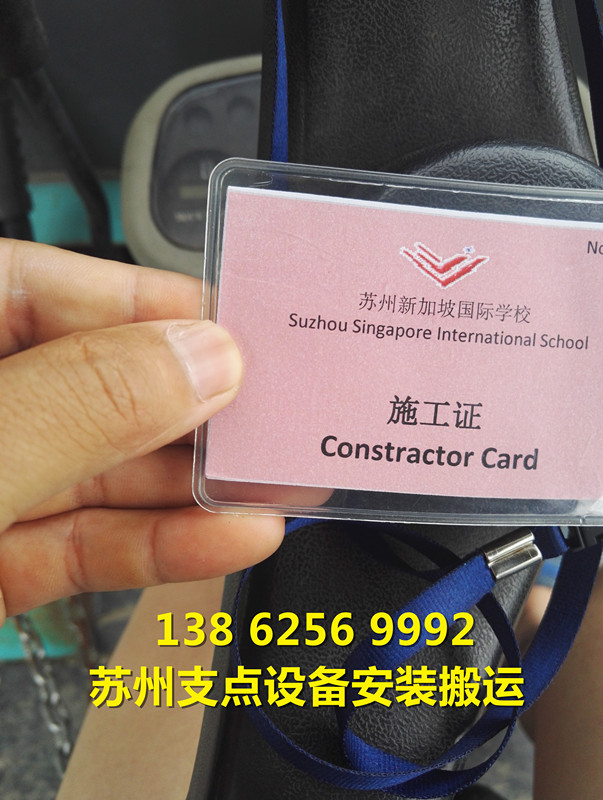 No
苏州新加坡国际学校
Suzhou Singapore International School
施工证
Constractor Card
138 6256 9992
苏州支点设备安装搬运